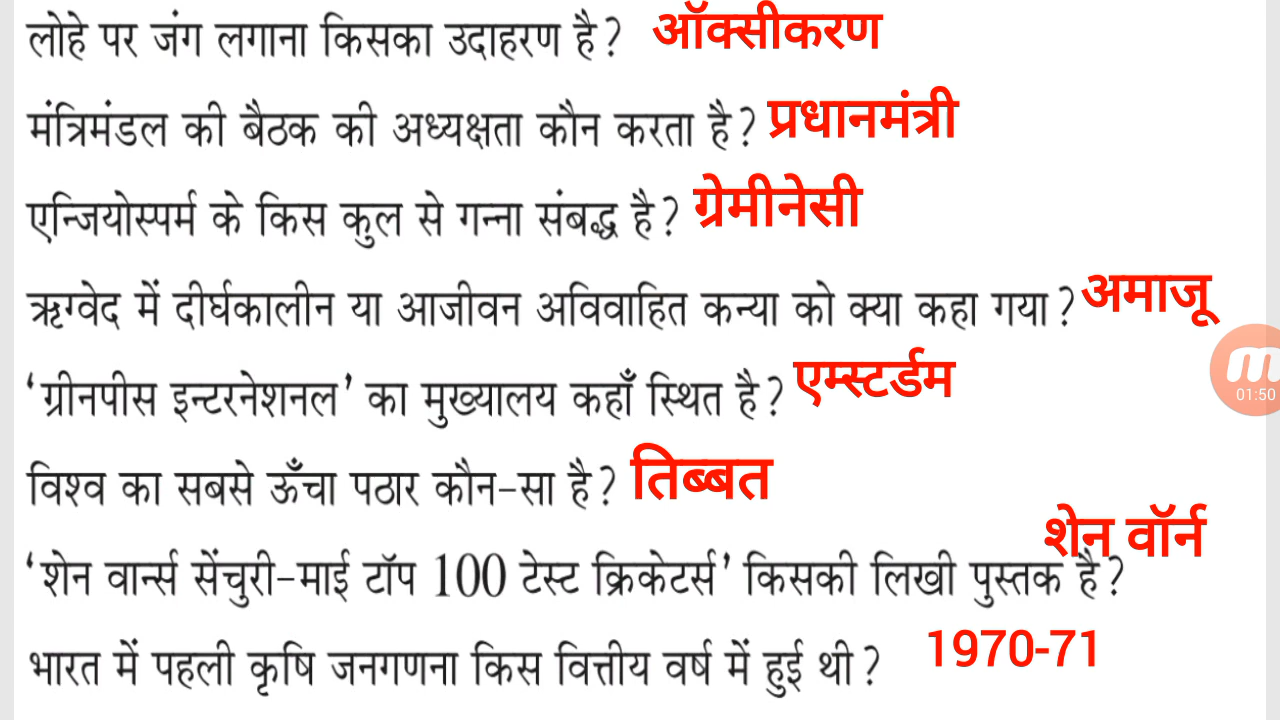 लोहे पर जंग लगाना किसका उदाहरण है? ऑक्सीकरण
मंत्रिमंडल की बैठक की अध्यक्षता कौन करता है? प्रधानमंत्री
एन्जियोस्पर्म के किस कुल से गन्ना संबद्ध है? ग्रेमीनेसी
ऋग्वेद में दीर्घकालीन या आजीवन अविवाहित कन्या को क्या कहा गया? अमाजू
‘ग्रीनपीस इन्टरनेशनल’ का मुख्यालय कहाँ स्थित है? एम्स्टर्डम
विश्व का सबसे ऊँचा पठार कौन-सा है? तिब्बत
शेन वॉर्न
‘शेन वार्न्स सेंचुरी-माई टॉप 100 टेस्ट क्रिकेटर्स’ किसकी लिखी पुस्तक है?
भारत में पहली कृषि जनगणना किस वित्तीय वर्ष में हुई थी? 1970-71
01:50